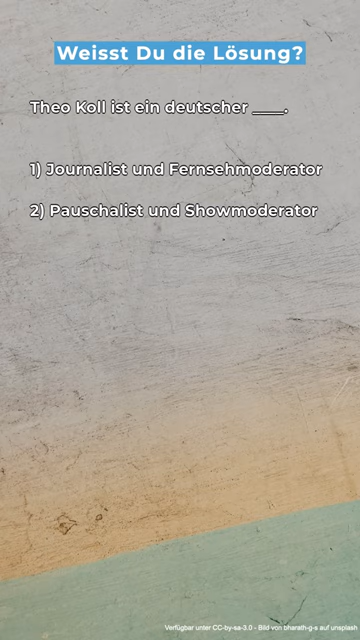 Weisst Du die Lösung?
Theo Koll ist ein deutscher ____.
1) Journalist und Fernsehmoderator
2) Pauschalist und Showmoderator
Verfügbar unter CC-by-sa-3.0 - Bild von bharath-g-s auf unsplash